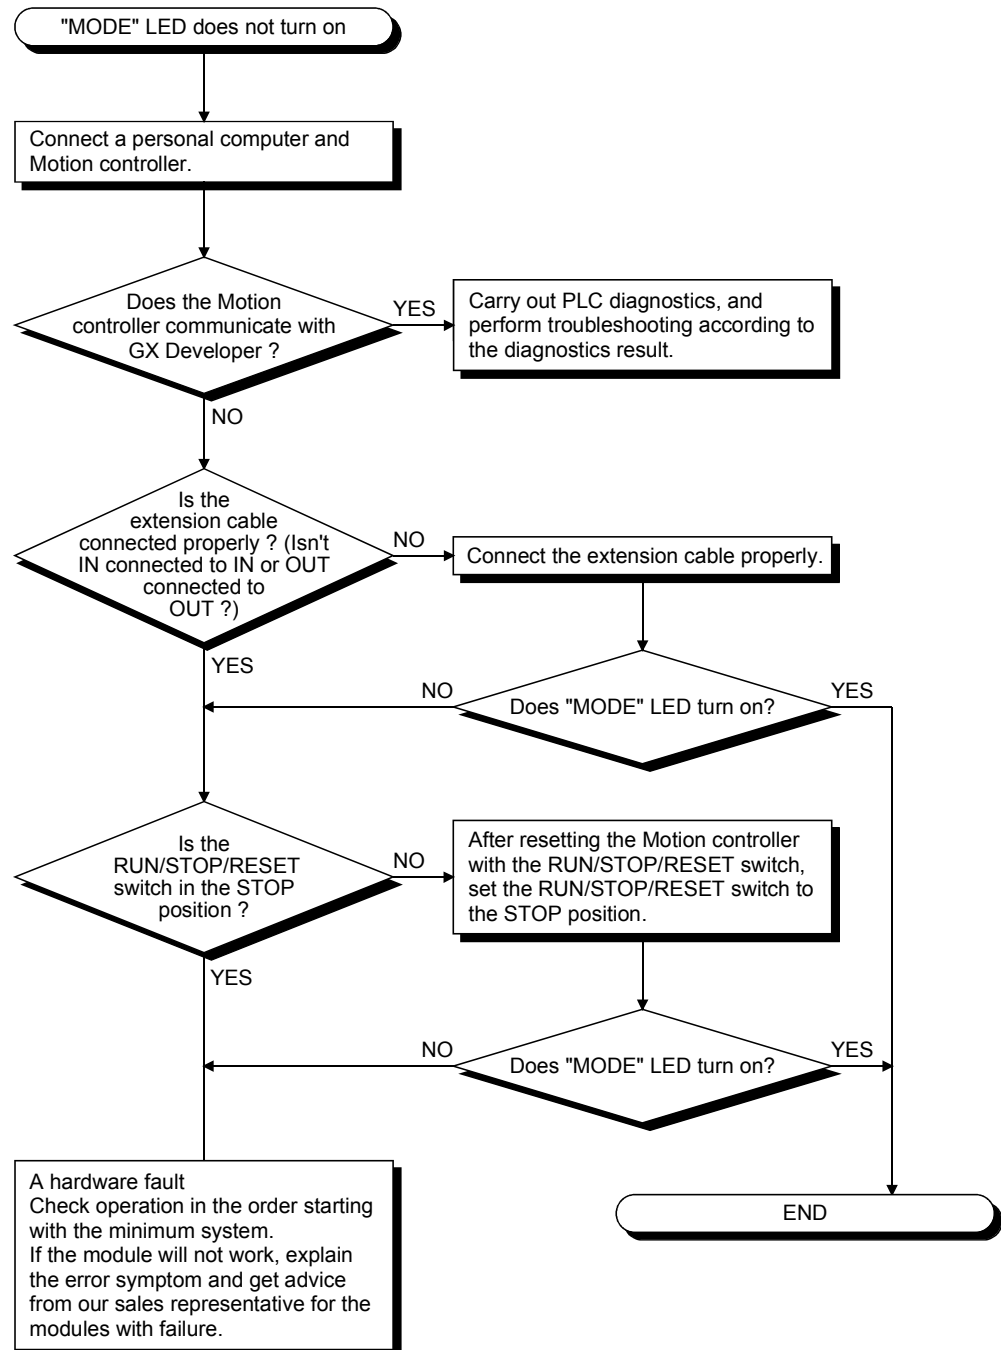 "MODE" LED does not turn on
Connect a personal computer and
Motion controller.
Does the Motion
controller communicate with
GX Developer ?
YES
Carry out PLC diagnostics, and
perform troubleshooting according to
the diagnostics result.
NO
Is the
extension cable
connected properly ? (Isn't
IN connected to IN or OUT
connected to
OUT ?)
NO
Connect the extension cable properly.
YES
NO
Does "MODE" LED turn on?
YES
Is the
RUN/STOP/RESET
switch in the STOP
position ?
NO
After resetting the Motion controller
with the RUN/STOP/RESET switch,
set the RUN/STOP/RESET switch to
the STOP position.
YES
NO
Does "MODE" LED turn on?
YES
A hardware fault
Check operation in the order starting
with the minimum system.
If the module will not work, explain
the error symptom and get advice
from our sales representative for the
modules with failure.
END